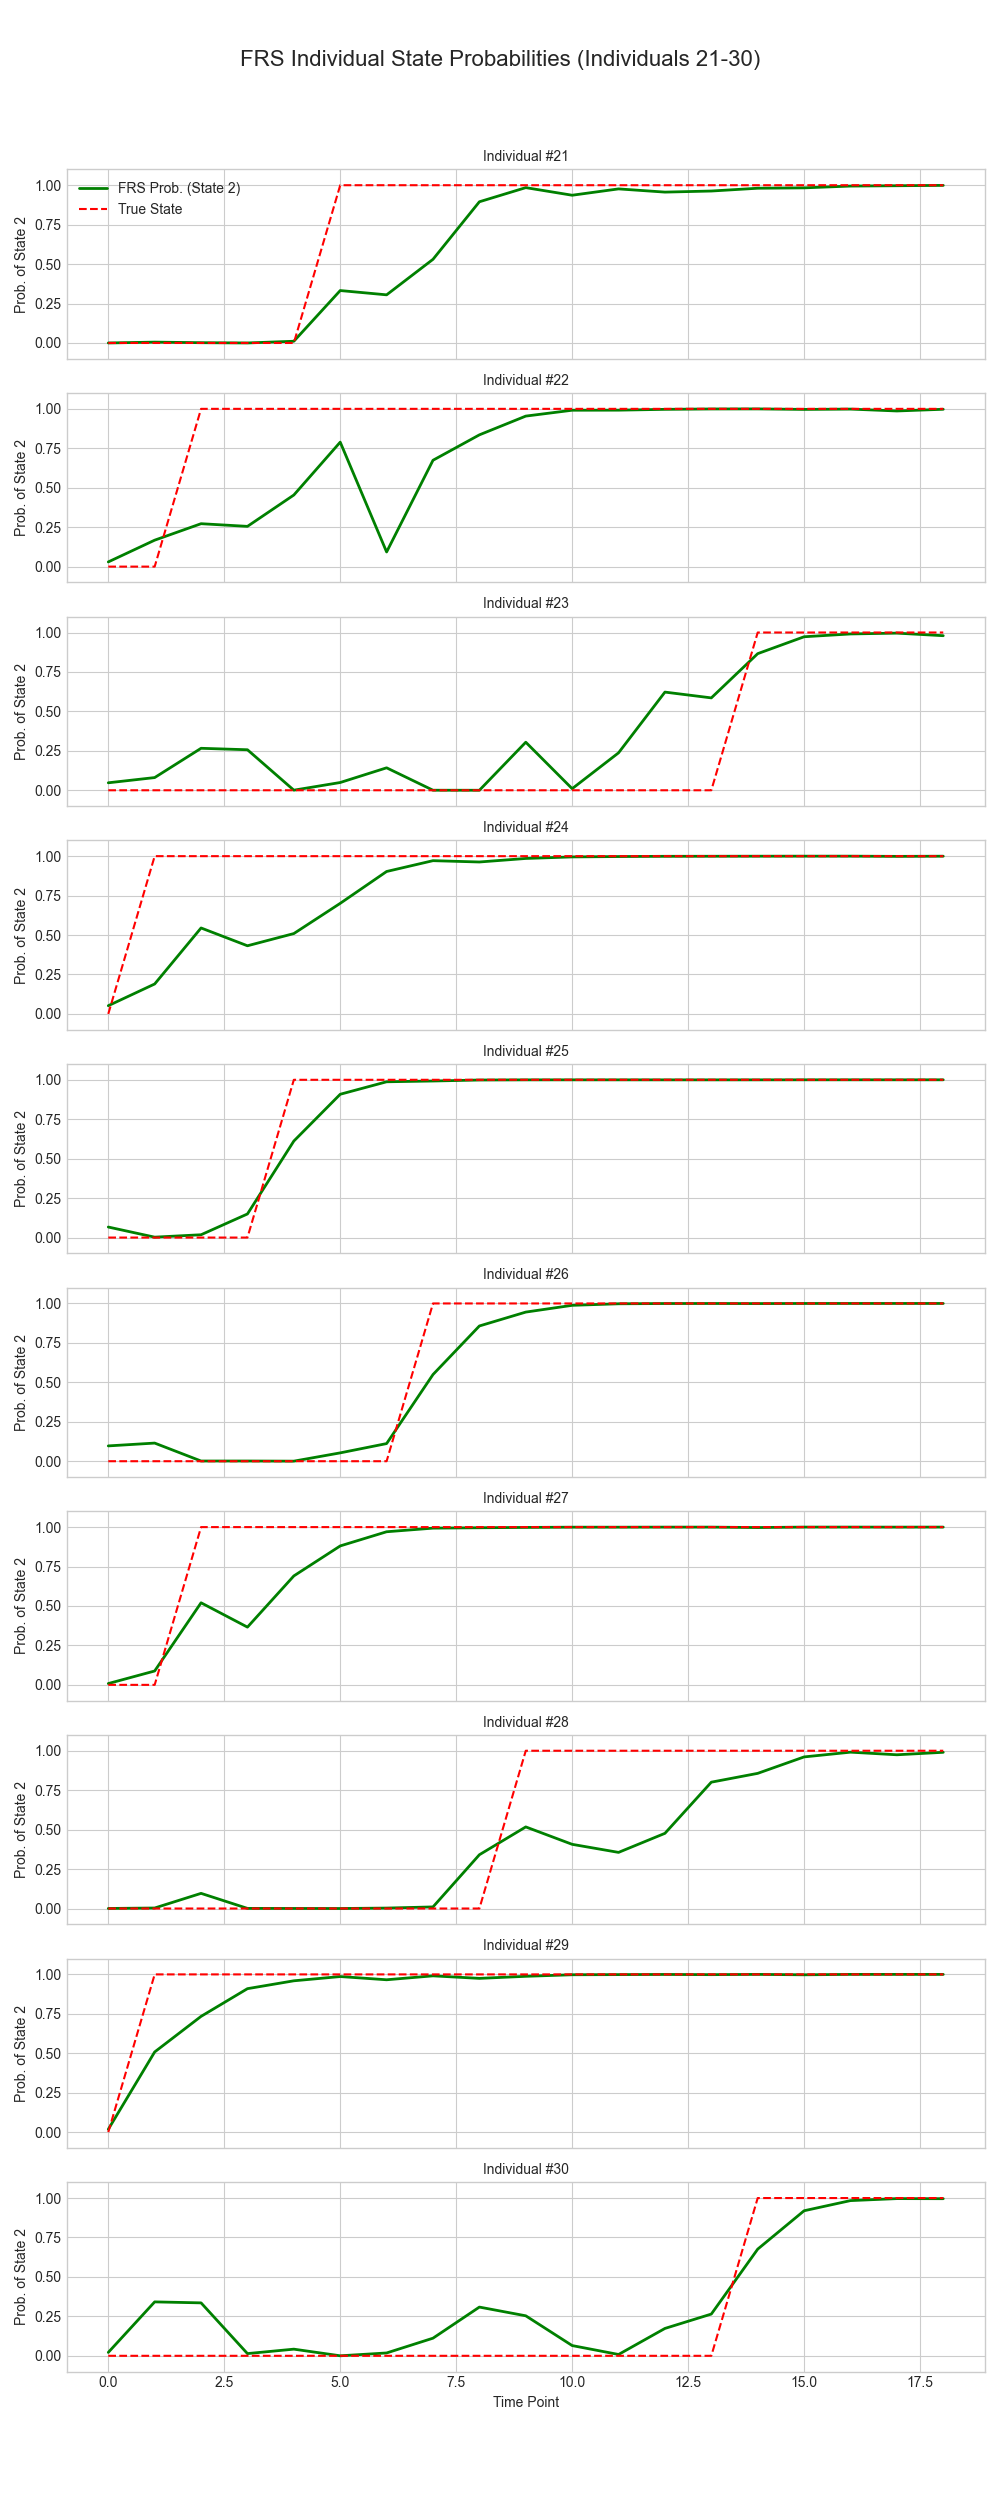 FRS Individual State Probabilities (Individuals 21-30)
Individual #21
1.00
0.75
0.50
0.25
0.00
Prob. of State 2
FRS Prob. (State 2)
True State
Individual #22
1.00
0.75
0.50
0.25
0.00
Prob. of State 2
Individual #23
1.00
0.75
0.50
0.25
0.00
Prob. of State 2
Individual #24
1.00
0.75
0.50
0.25
0.00
Prob. of State 2
Individual #25
1.00
0.75
0.50
0.25
0.00
Prob. of State 2
Individual #26
1.00
0.75
0.50
0.25
0.00
Prob. of State 2
Individual #27
1.00
0.75
0.50
0.25
0.00
Prob. of State 2
Individual #28
1.00
0.75
0.50
0.25
0.00
Prob. of State 2
Individual #29
1.00
0.75
0.50
0.25
0.00
Prob. of State 2
Individual #30
1.00
0.75
0.50
0.25
0.00
Prob. of State 2
0.0 2.5 5.0 7.5 10.0 12.5 15.0 17.5
Time Point